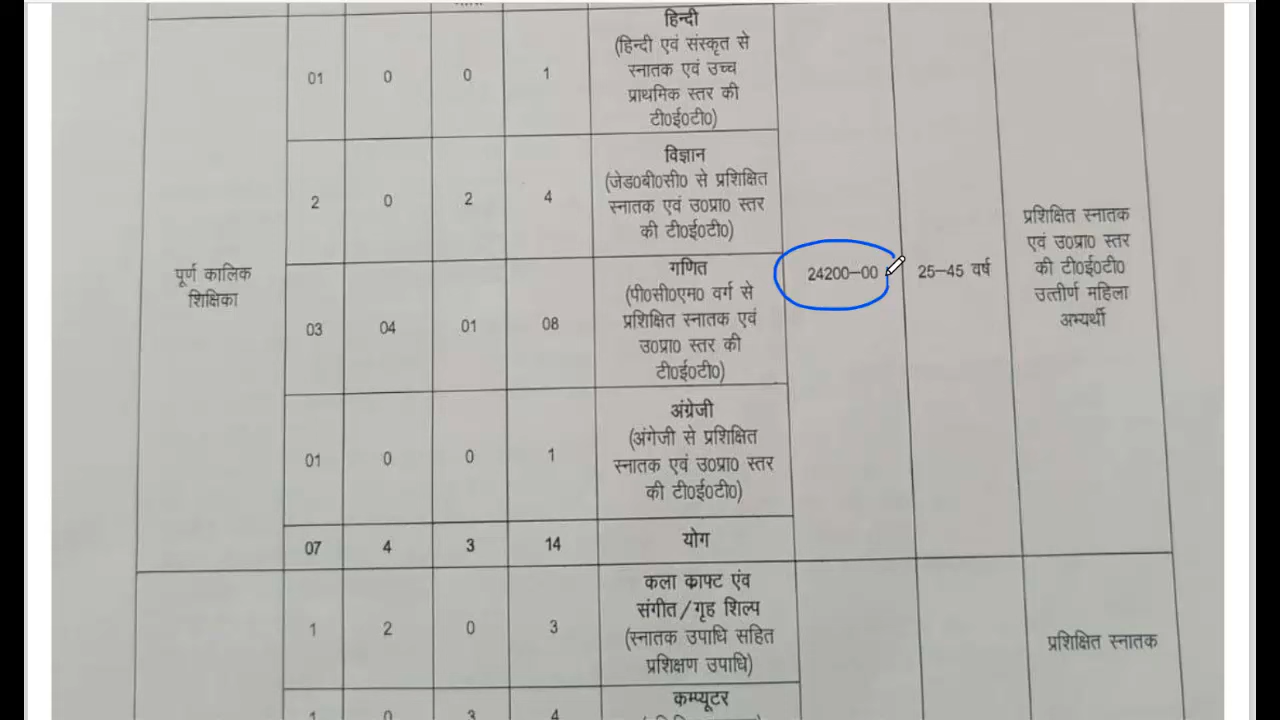 हिन्दी
(हिन्दी एवं संस्कृत से
स्नातक एवं उच्च
प्राथमिक स्तर की
टी0ई0टी0)
01 0 0 1
विज्ञान
(जेड0बी0सी0 से प्रशिक्षित
स्नातक एवं उ0प्रा0 स्तर
की टी0ई0टी0)
2 0 2 4
पूर्ण कालिक
शिक्षिका
गणित
(पी0सी0एम0 वर्ग से
प्रशिक्षित स्नातक एवं
उ0प्रा0 स्तर की
टी0ई0टी0)
03 04 01 08
24200-00
25-45 वर्ष
प्रशिक्षित स्नातक
एवं उ0प्रा0 स्तर
की टी0ई0टी0
उत्तीर्ण महिला
अभ्यर्थी
अंग्रेजी
(अंगेजी से प्रशिक्षित
स्नातक एवं उ0प्रा0 स्तर
की टी0ई0टी0)
01 0 0 1
07 4 3 14 योग
कला काफ्ट एंव
संगीत/गृह शिल्प
(स्नातक उपाधि सहित
प्रशिक्षण उपाधि)
1 2 0 3
प्रशिक्षित स्नातक
कम्प्यूटर
1 0 3 4